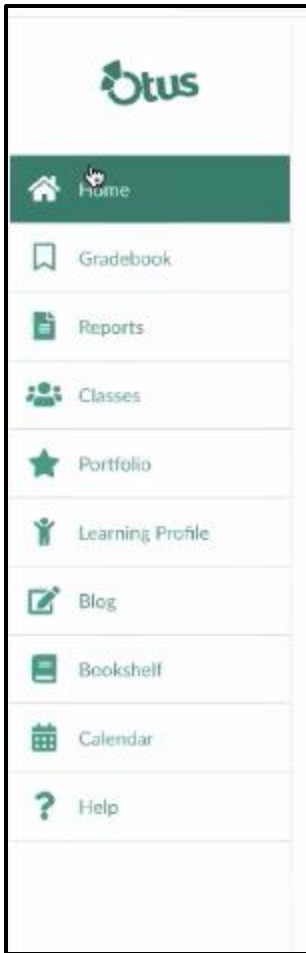 Otus
Home
Gradebook
Reports
Classes
Portfolio
Learning Profile
Blog
Bookshelf
Calendar
Help